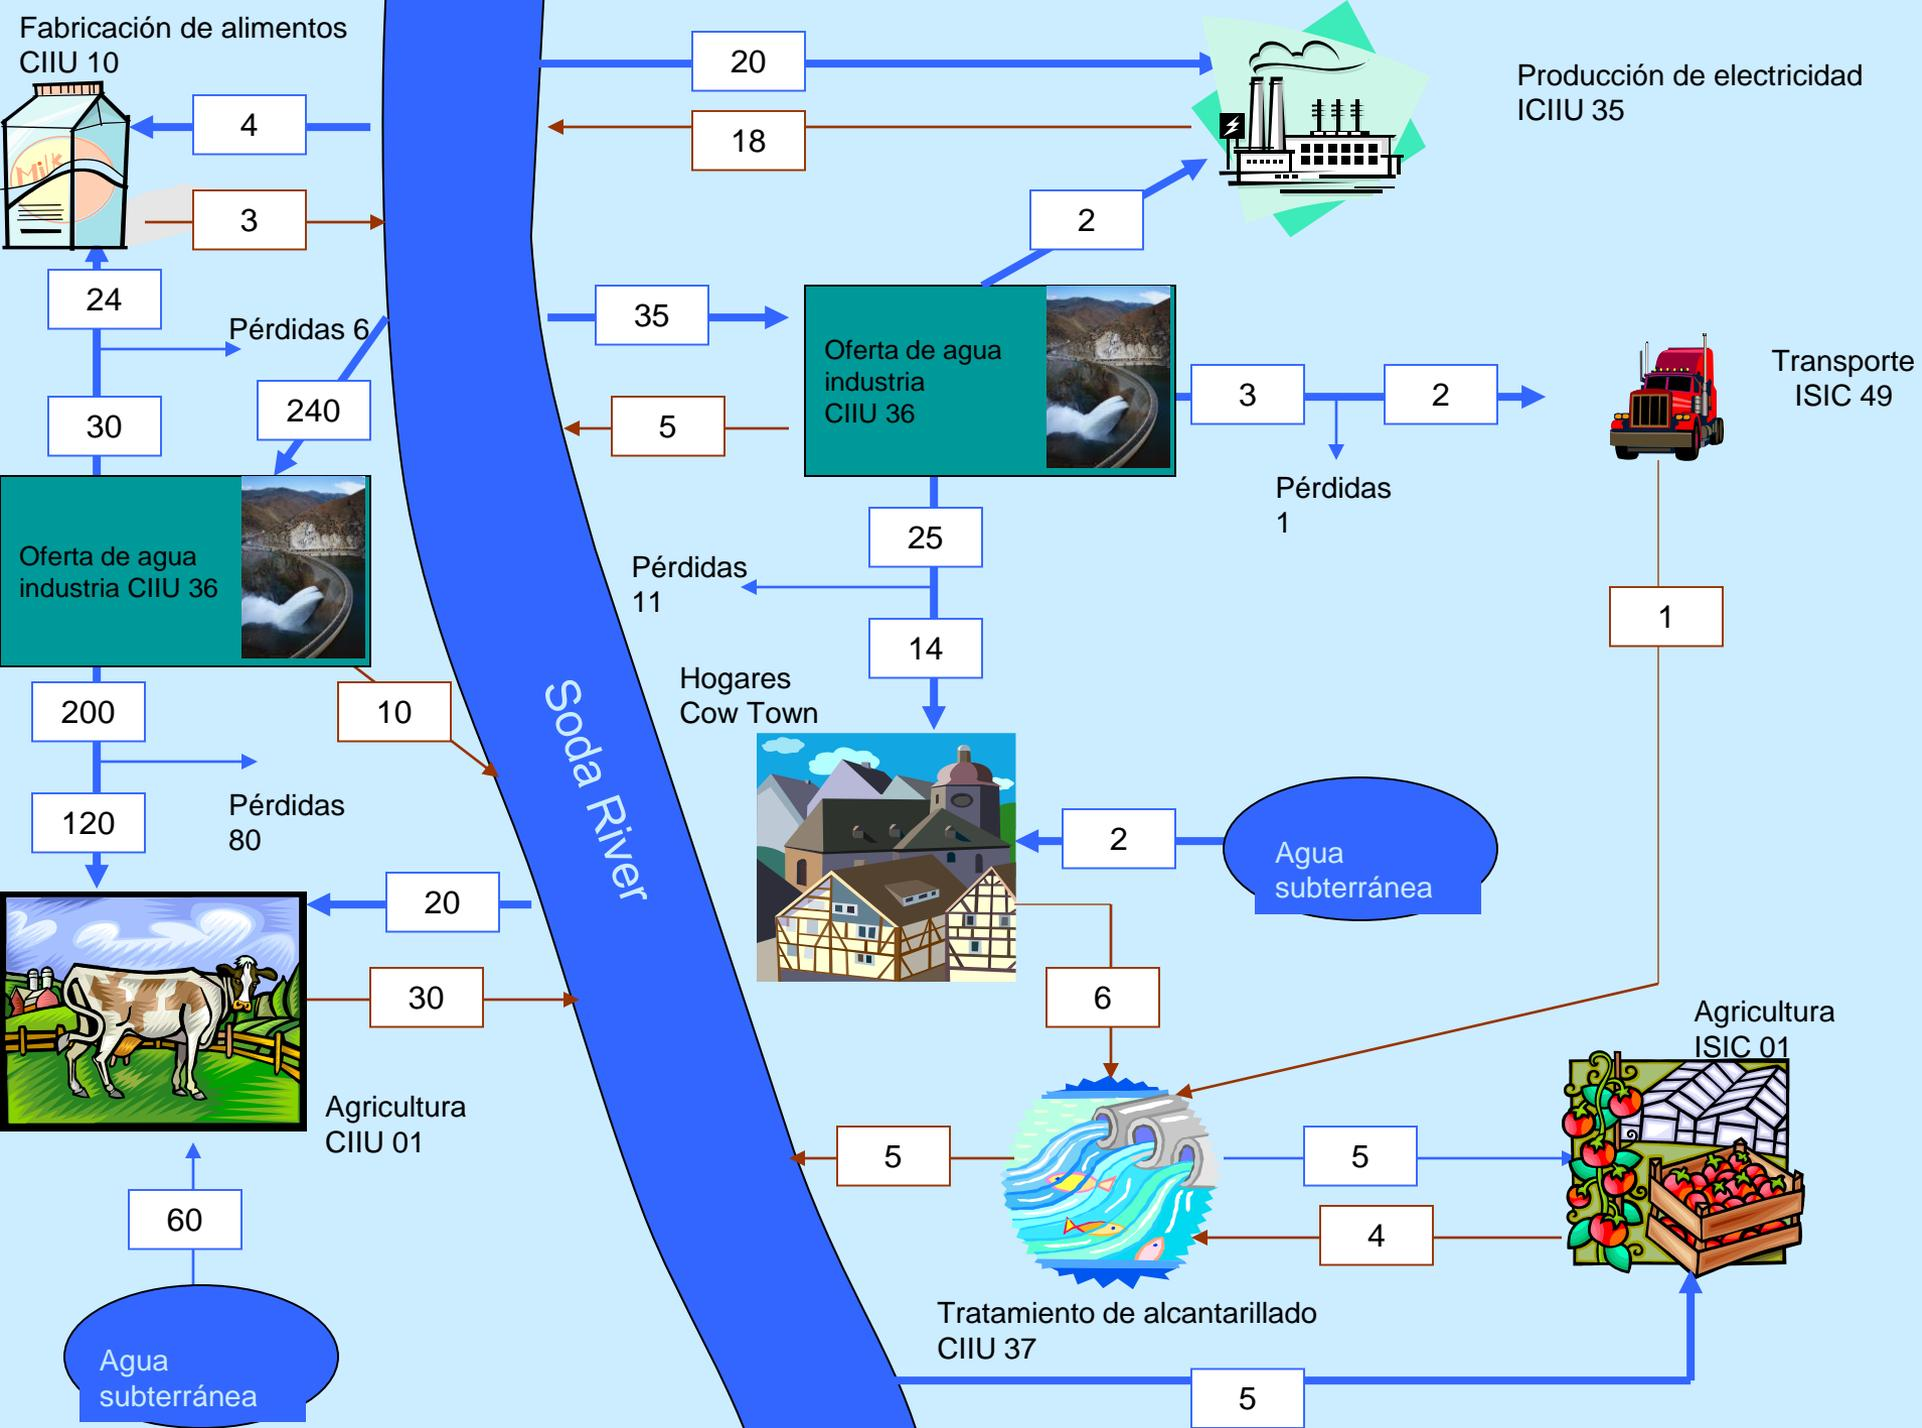 Fabricación de alimentos
CIIU 10
20
Producción de electricidad
ICIIU 35
4
18
Milk
3
2
24
Pérdidas 6
35
Oferta de agua
industria
CIIU 36
Transporte
ISIC 49
3
2
240
30
5
Pérdidas
1
25
Oferta de agua
industria CIIU 36
Pérdidas
11
1
14
Hogares
Cow Town
200
10
Soda River
Pérdidas
80
120
2
Agua
subterránea
20
30
6
Agricultura
ISIC 01
Agricultura
CIIU 01
5
5
60
4
Tratamiento de alcantarillado
CIIU 37
Agua
subterránea
5